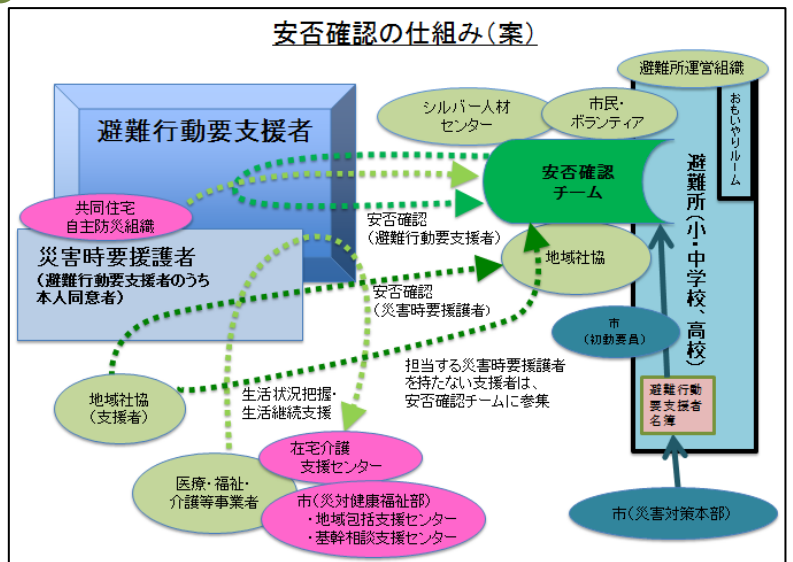 安否確認の仕組み(案)
避難所運営組織
シルバー人材
センター
市民・
ボランティア
おもいやりルーム
避難行動要支援者
安否確認
チーム
避難所(小・中学校、高校)
共同住宅
自主防災組織
安否確認
(避難行動要支援者)
災害時要援護者
(避難行動要支援者のうち
本人同意者)
地域社協
安否確認
(災害時要援護者)
市
(初動要員)
担当する災害時要援護者
を持たない支援者は、
安否確認チームに参集
地域社協
(支援者)
生活状況把握・
生活継続支援
避難行動
要支援者
名簿
在宅介護
支援センター
医療・福祉・
介護等事業者
市(災対健康福祉部)
・地域包括支援センター
・基幹相談支援センター
市(災害対策本部)